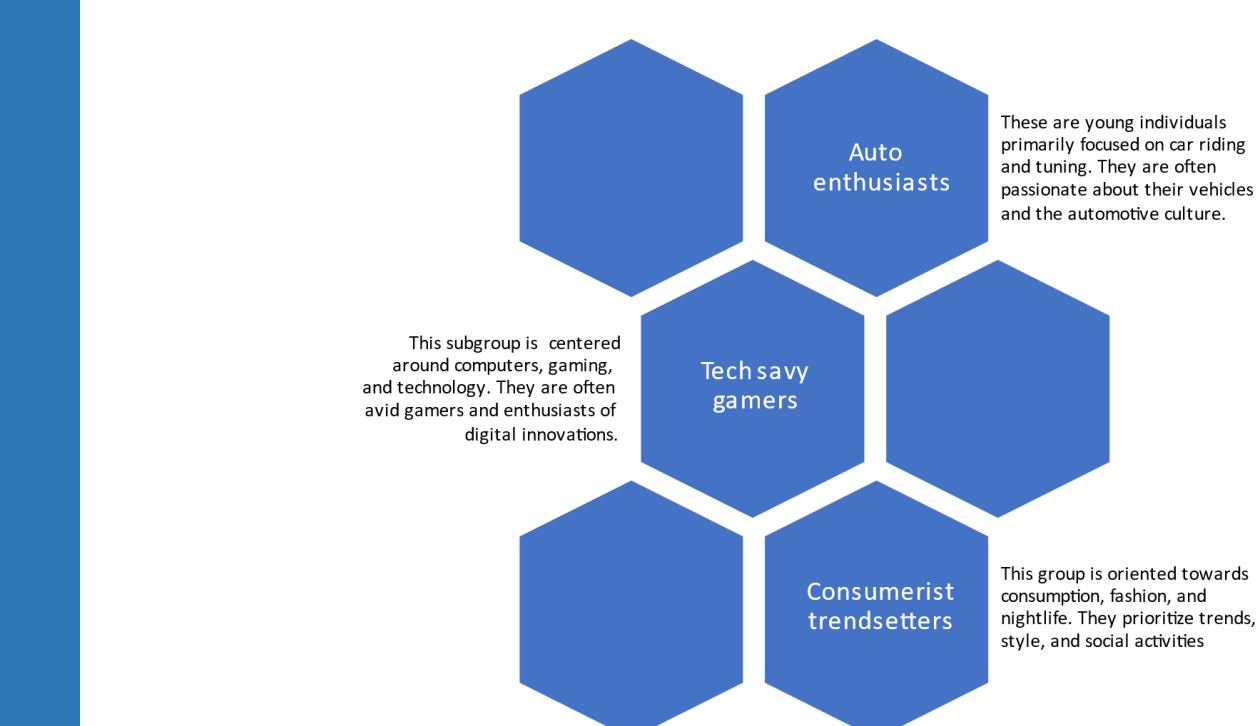 Auto
enthusiasts
These are young individuals
primarily focused on car riding
and tuning. They are often
passionate about their vehicles
and the automotive culture.
This subgroup is centered
around computers, gaming,
and technology. They are often
avid gamers and enthusiasts of
digital innovations.
Tech savy
gamers
Consumerist
trendsetters
This group is oriented towards
consumption, fashion, and
nightlife. They prioritize trends,
style, and social activities